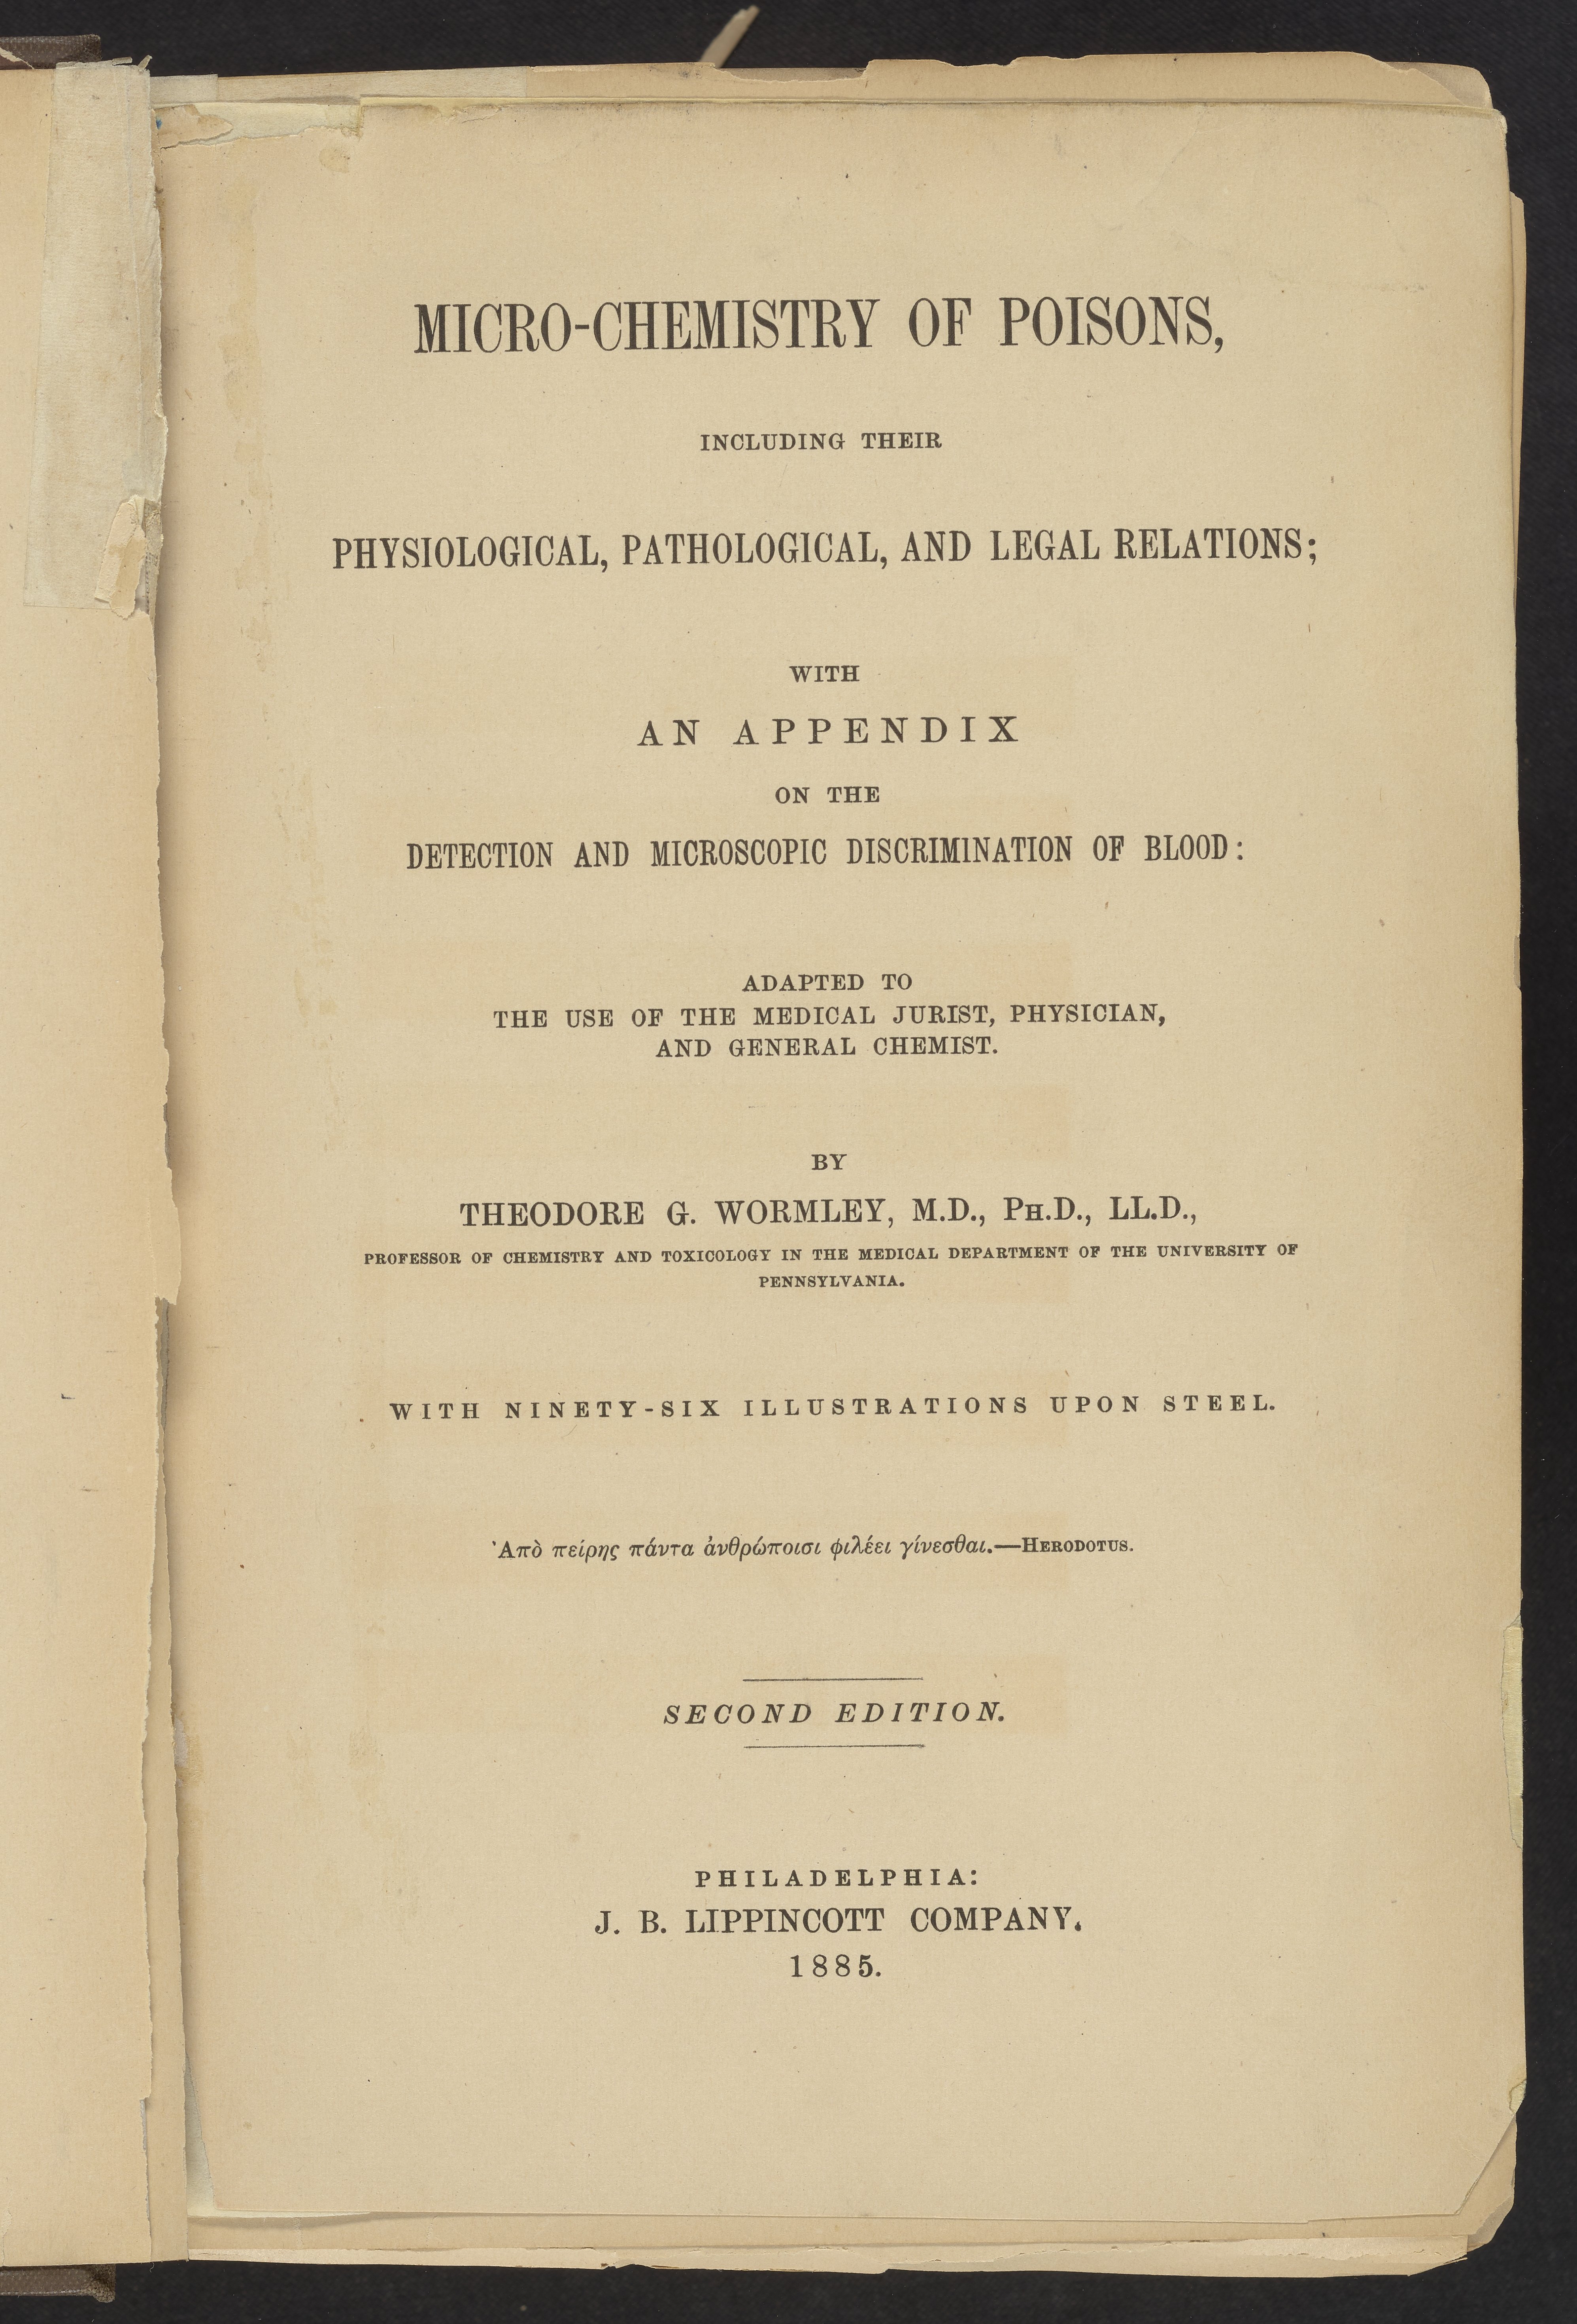 MICRO-CHEMISTRY OF POISONS,
INCLUDING THEIR
PHYSIOLOGICAL, PATHOLOGICAL, AND LEGAL RELATIONS;
WITH
AN APPENDIX
ON THE
DETECTION AND MICROSCOPIC DISCRIMINATION OF BLOOD:
ADAPTED TO
THE USE OF THE MEDICAL JURIST, PHYSICIAN,
AND GENERAL CHEMIST.
BY
THEODORE G. WORMLEY, M.D., PH.D., LL.D.,
PROFESSOR OF CHEMISTRY AND TOXICOLOGY IN THE MEDICAL DEPARTMENT OF THE UNIVERSITY OF
PENNSYLVANIA.
WITH NINETY-SIX ILLUSTRATIONS UPON STEEL.
Ἀπὸ πείρης πάντα ἀνθρώποισι φιλέει γίνεσθαι.—HERODOTUS.
SECOND EDITION.
PHILADELPHIA:
J. B. LIPPINCOTT COMPANY.
1885.